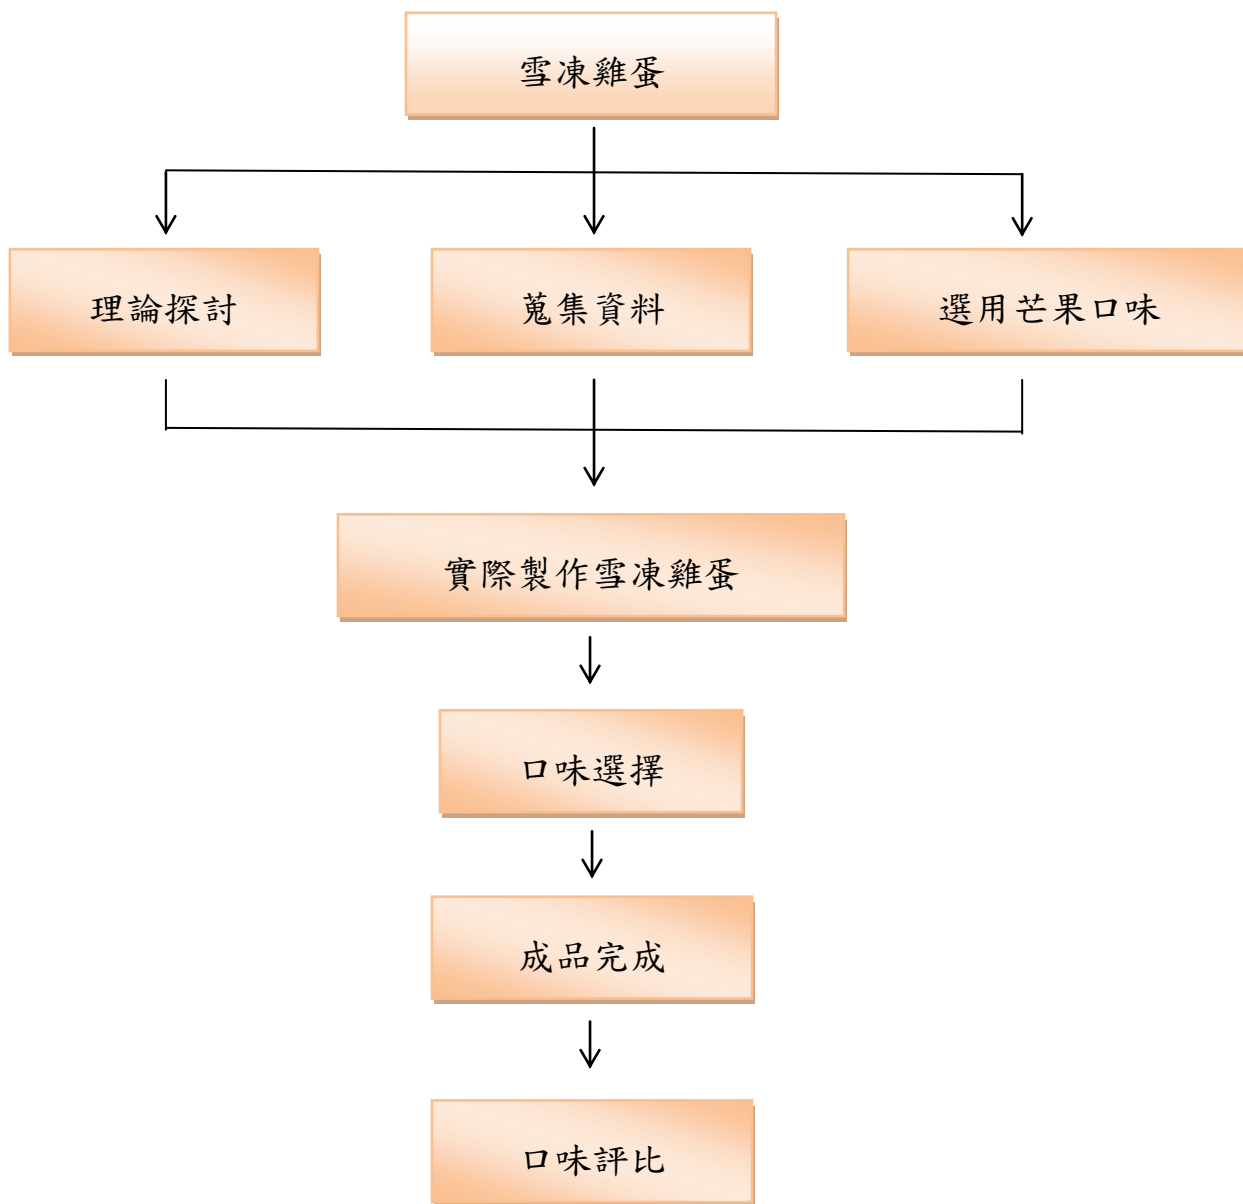 雪凍雞蛋
理論探討
蒐集資料
選用芒果口味
實際製作雪凍雞蛋
口味選擇
成品完成
口味評比